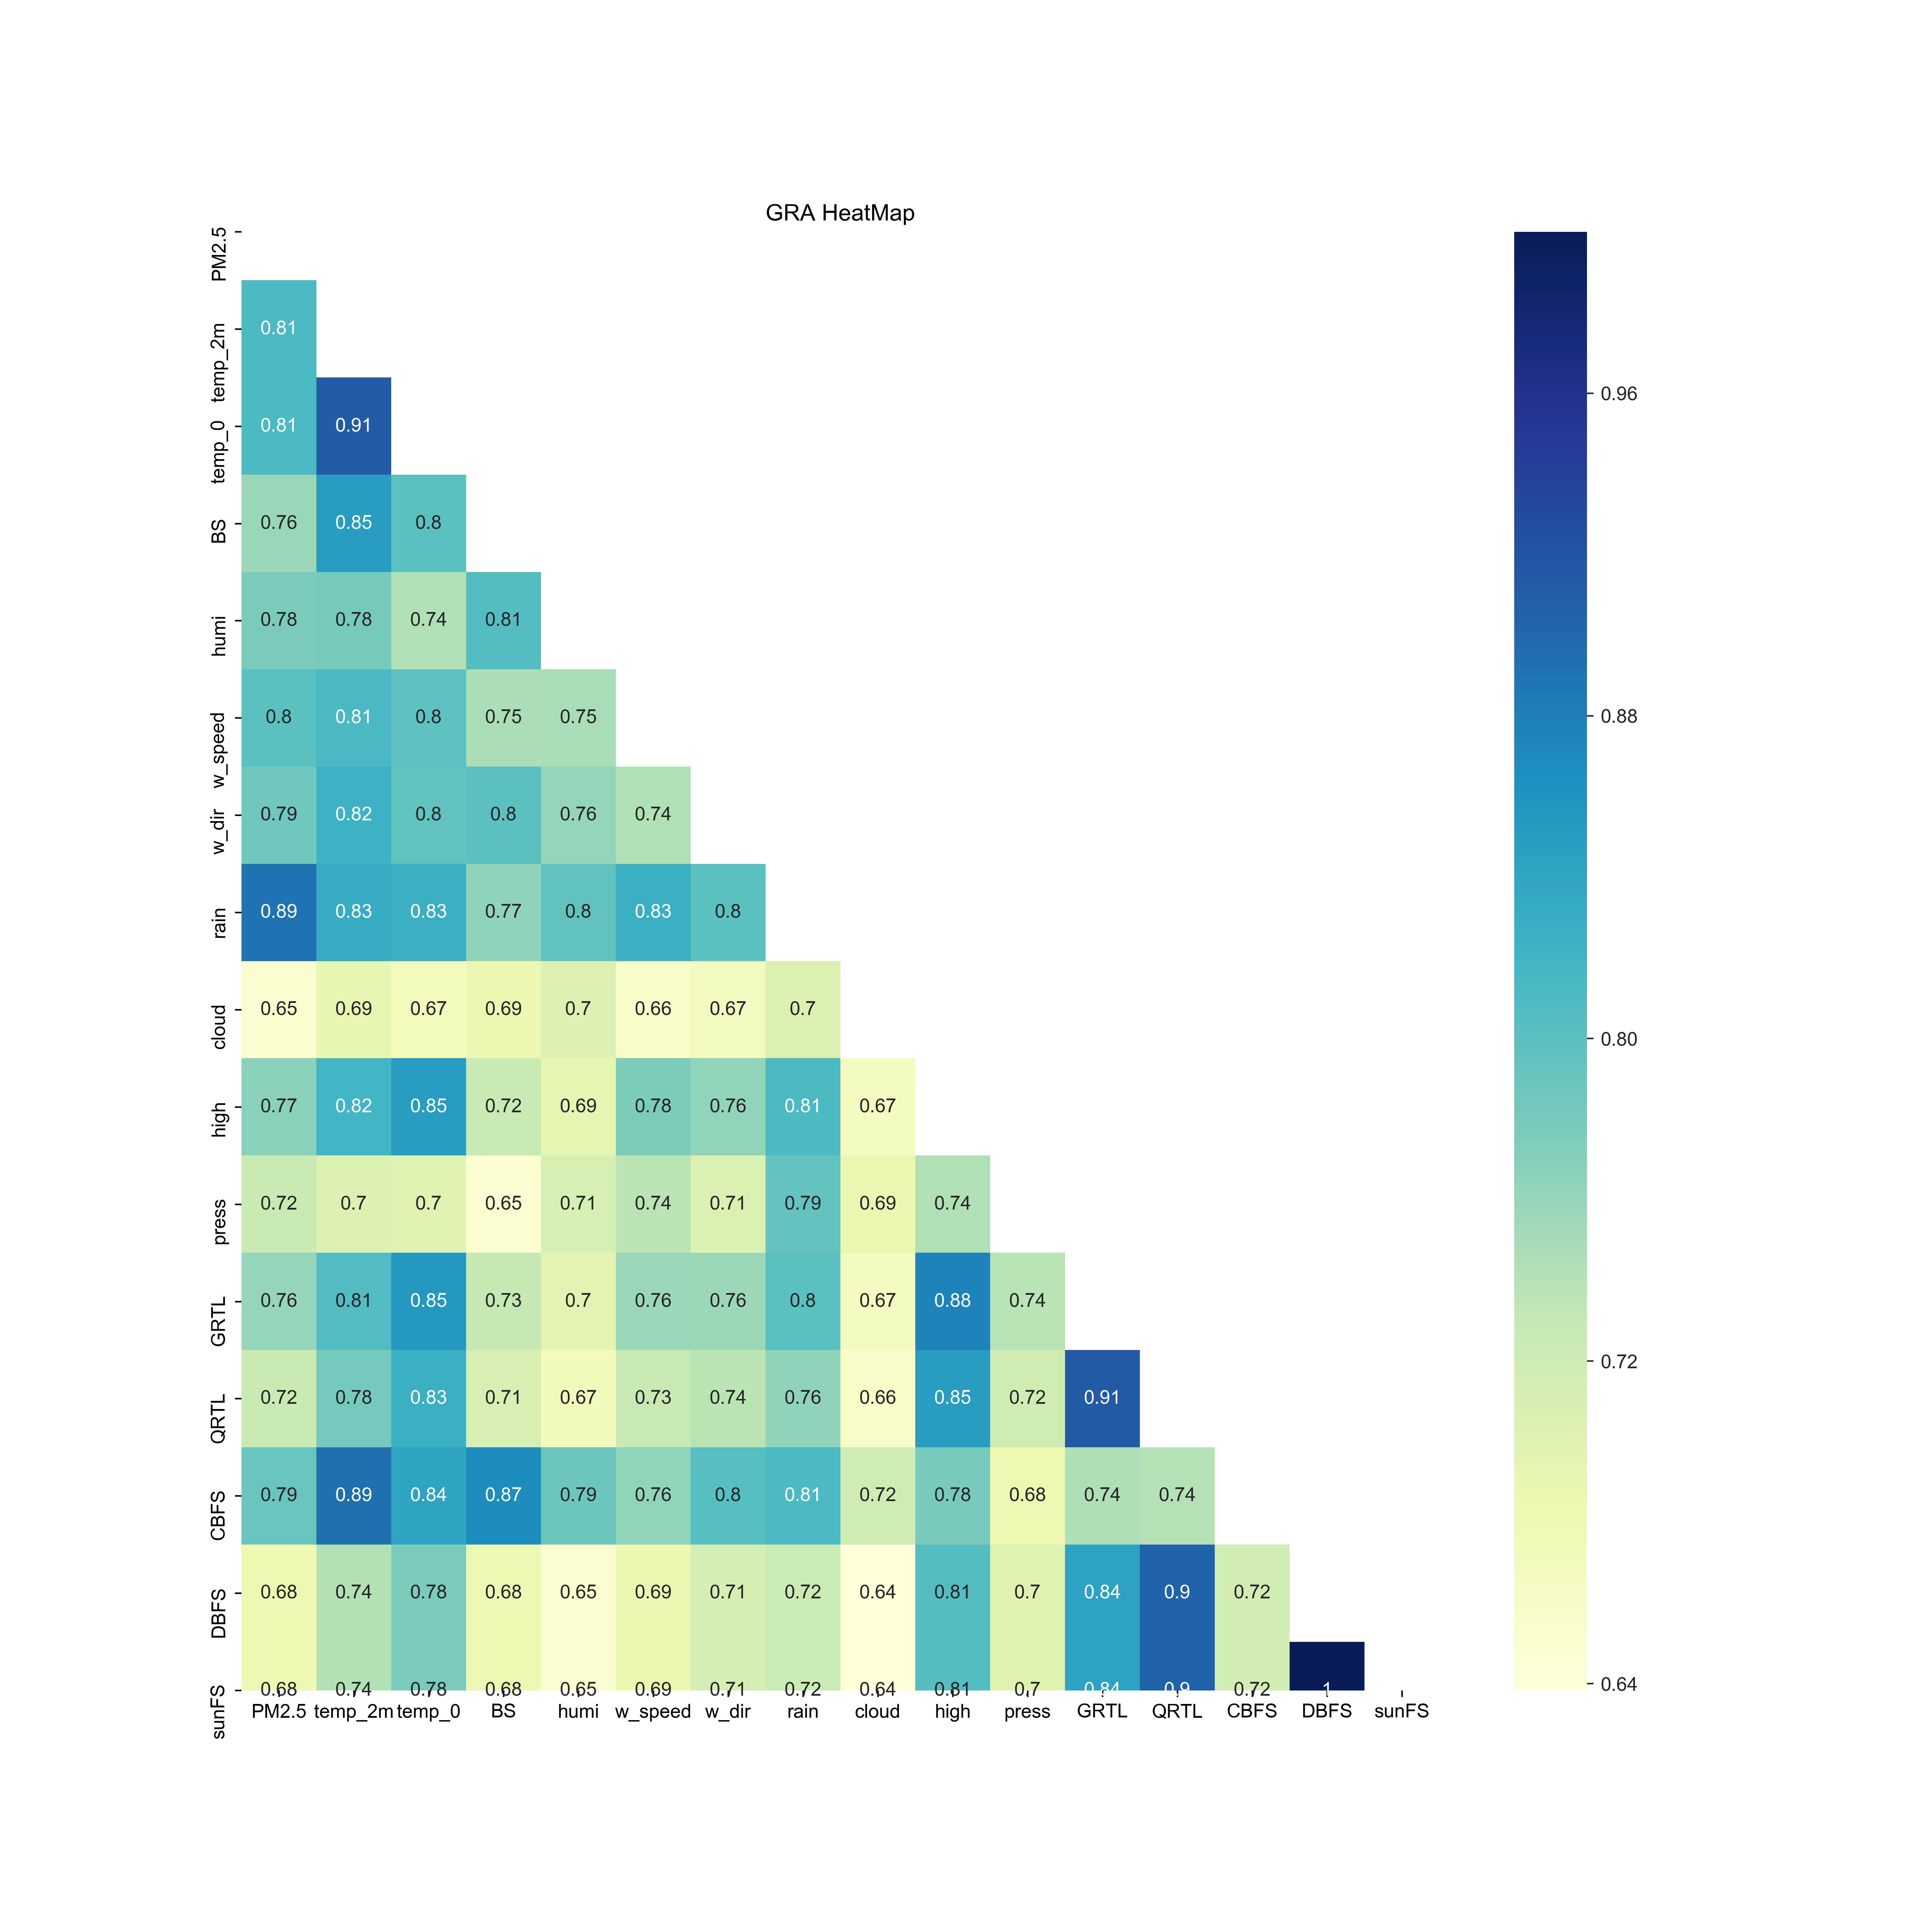 GRA HeatMap
PM2.5
temp_2m 0.81
temp_0 0.81 0.91
BS 0.76 0.85 0.8
humi 0.78 0.78 0.74 0.81
w_speed 0.8 0.81 0.8 0.75 0.75
w_dir 0.79 0.82 0.8 0.8 0.76 0.74
rain 0.89 0.83 0.83 0.77 0.8 0.83 0.8
cloud 0.65 0.69 0.67 0.69 0.7 0.66 0.67 0.7
high 0.77 0.82 0.85 0.72 0.69 0.78 0.76 0.81 0.67
press 0.72 0.7 0.7 0.65 0.71 0.74 0.71 0.79 0.69 0.74
GRTL 0.76 0.81 0.85 0.73 0.7 0.76 0.76 0.8 0.67 0.88 0.74
QRTL 0.72 0.78 0.83 0.71 0.67 0.73 0.74 0.76 0.66 0.85 0.72 0.91
CBFS 0.79 0.89 0.84 0.87 0.79 0.76 0.8 0.81 0.72 0.78 0.68 0.74 0.74
DBFS 0.68 0.74 0.78 0.68 0.65 0.69 0.71 0.72 0.64 0.81 0.7 0.84 0.9 0.72
sunFS 0.68 0.74 0.78 0.68 0.65 0.69 0.71 0.72 0.64 0.81 0.7 0.84 0.9 0.72 1
PM2.5 temp_2m temp_0 BS humi w_speed w_dir rain cloud high press GRTL QRTL CBFS DBFS sunFS
0.96
0.88
0.80
0.72
0.64